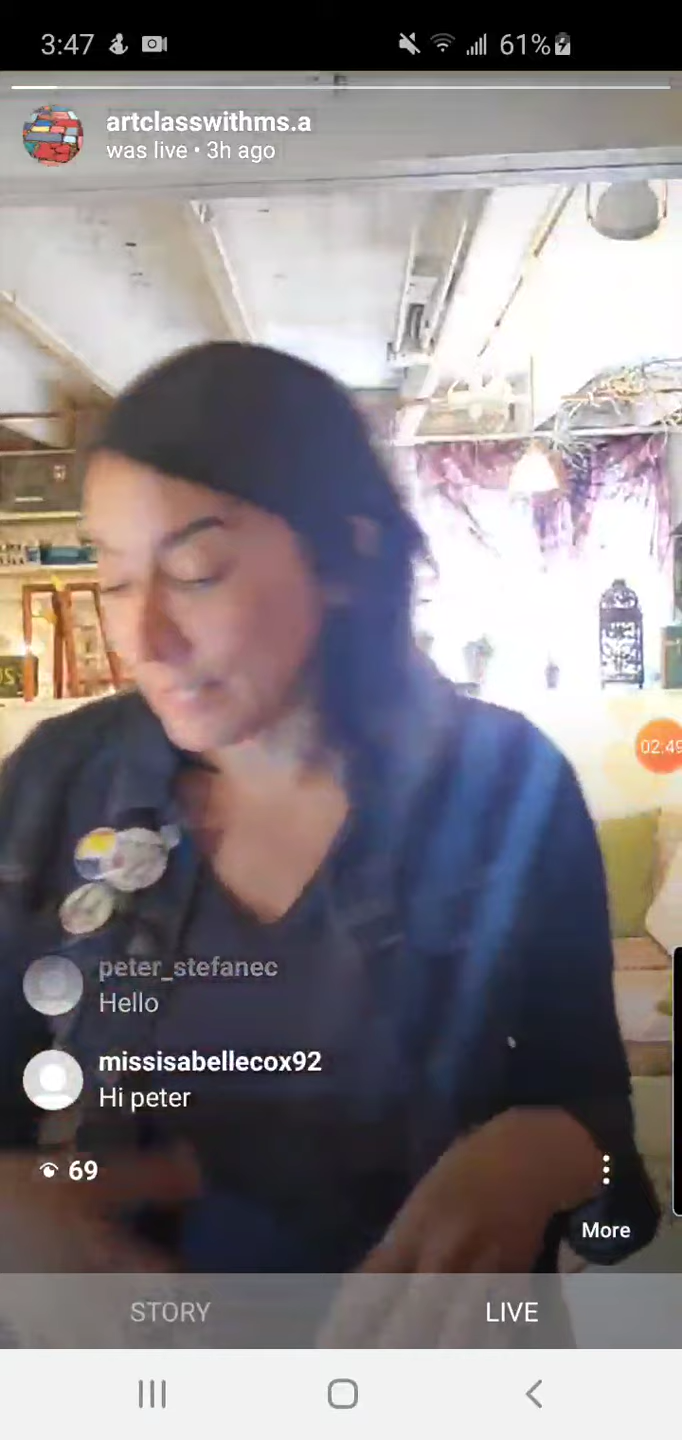 3:47
61%
artclasswithms.a
was live • 3h ago
02:49
peter_stefanec
Hello
missisabellecox92
Hi peter
69
More
STORY
LIVE